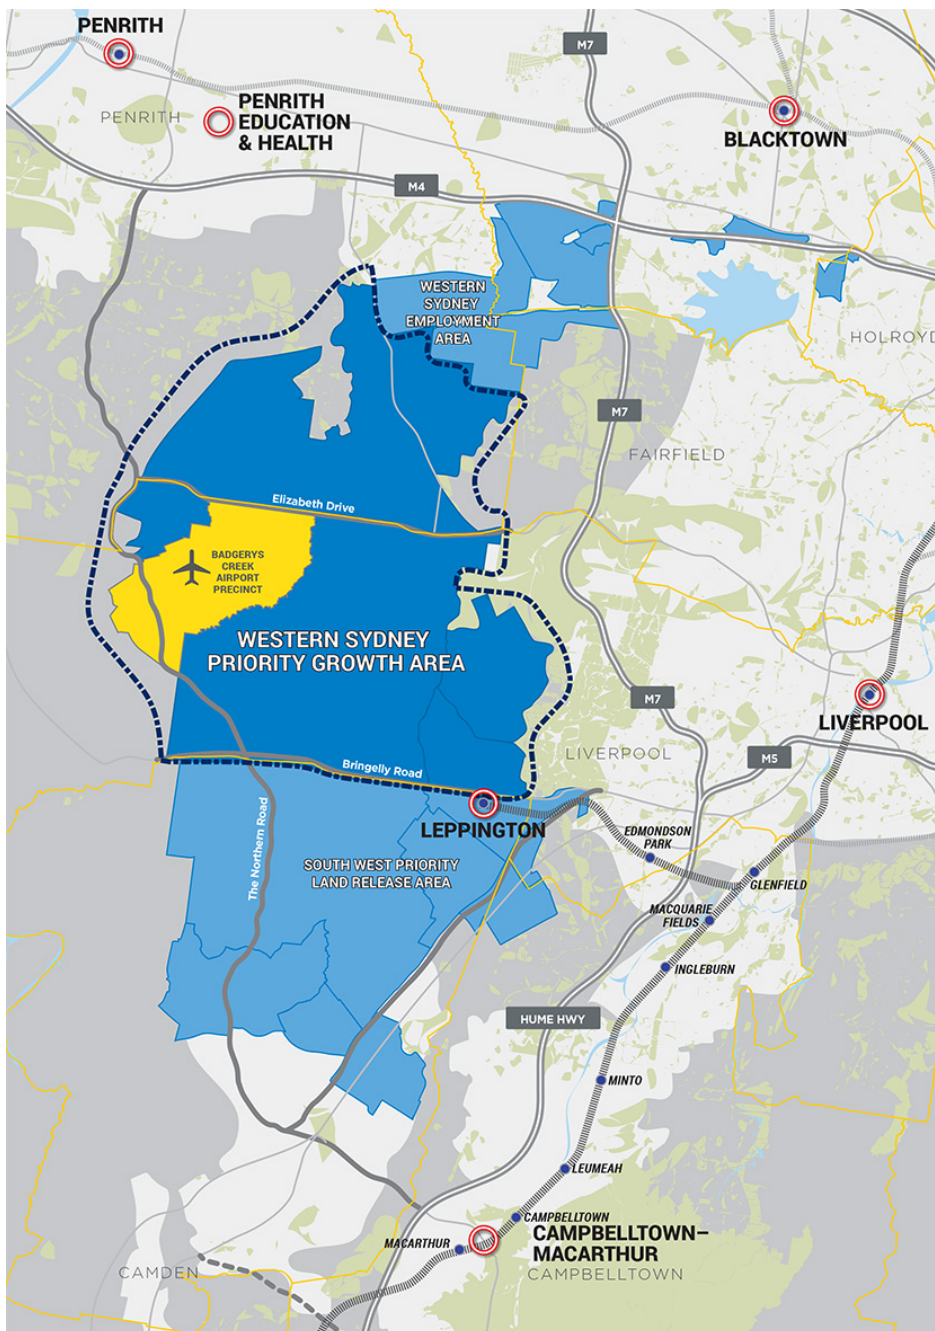 PENRITH
M7
PENRITH
PENRITH
EDUCATION
& HEALTH
BLACKTOWN
M4
WESTERN
SYDNEY
EMPLOYMENT
AREA
HOLROYD
M7
FAIRFIELD
Elizabeth Drive
BADGERYS
CREEK
AIRPORT
PRECINCT
WESTERN SYDNEY
PRIORITY GROWTH AREA
M7
LIVERPOOL
LIVERPOOL
M5
Bringelly Road
LEPPINGTON
The Northern Road
SOUTH WEST PRIORITY
LAND RELEASE AREA
EDMONDSON
PARK
GLENFIELD
MACQUARIE
FIELDS
INGLEBURN
HUME HWY
MINTO
LEUMEAH
CAMPBELLTOWN
CAMPBELLTOWN–
MACARTHUR
MACARTHUR
CAMDEN
CAMPBELLTOWN